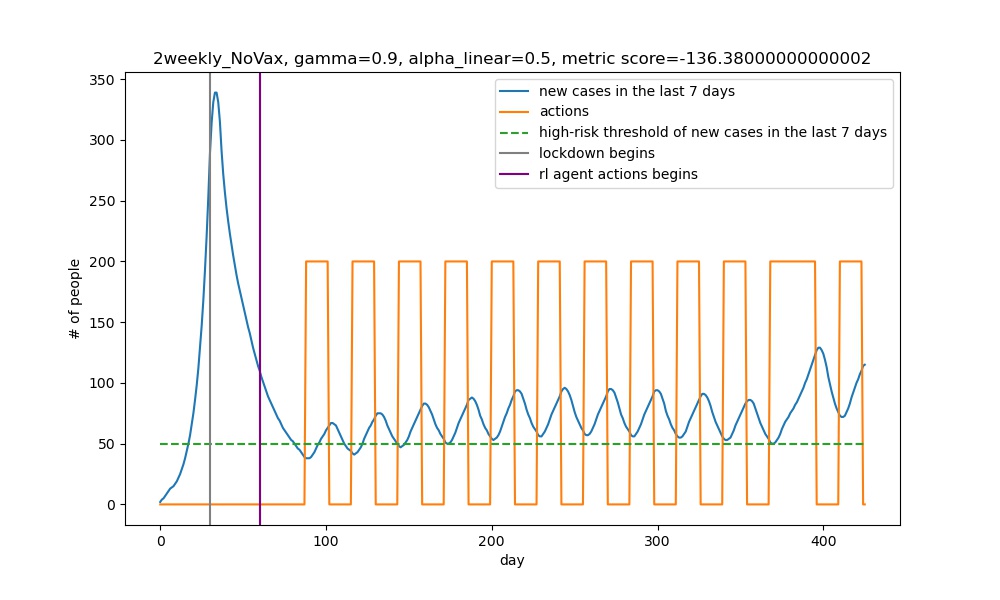 2weekly_NoVax, gamma=0.9, alpha_linear=0.5, metric score=-136.38000000000002
new cases in the last 7 days
actions
high-risk threshold of new cases in the last 7 days
lockdown begins
rl agent actions begins
# of people
350
300
250
200
150
100
50
0
0 100 200 300 400
day